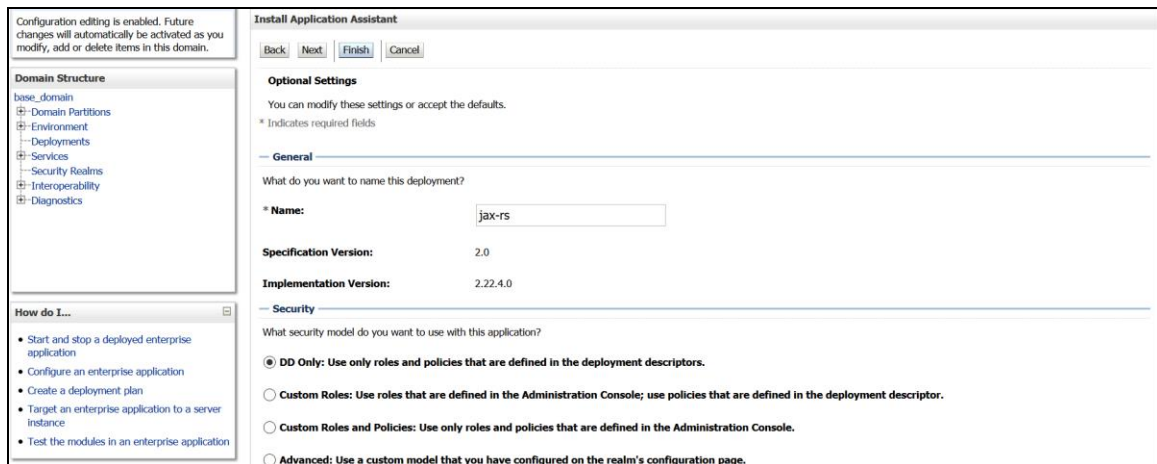 Configuration editing is enabled. Future
changes will automatically be activated as you
modify, add or delete items in this domain.
Domain Structure
base_domain
Domain Partitions
Environment
Deployments
Services
Security Realms
Interoperability
Diagnostics
How do I...
• Start and stop a deployed enterprise
application
• Configure an enterprise application
• Create a deployment plan
• Target an enterprise application to a server
instance
• Test the modules in an enterprise application
Install Application Assistant
Back Next Finish Cancel
Optional Settings
You can modify these settings or accept the defaults.
* Indicates required fields
General
What do you want to name this deployment?
* Name: jax-rs
Specification Version: 2.0
Implementation Version: 2.22.4.0
Security
What security model do you want to use with this application?
DD Only: Use only roles and policies that are defined in the deployment descriptors.
Custom Roles: Use roles that are defined in the Administration Console; use policies that are defined in the deployment descriptor.
Custom Roles and Policies: Use only roles and policies that are defined in the Administration Console.
Advanced: Use a custom model that you have configured on the realm's configuration page.